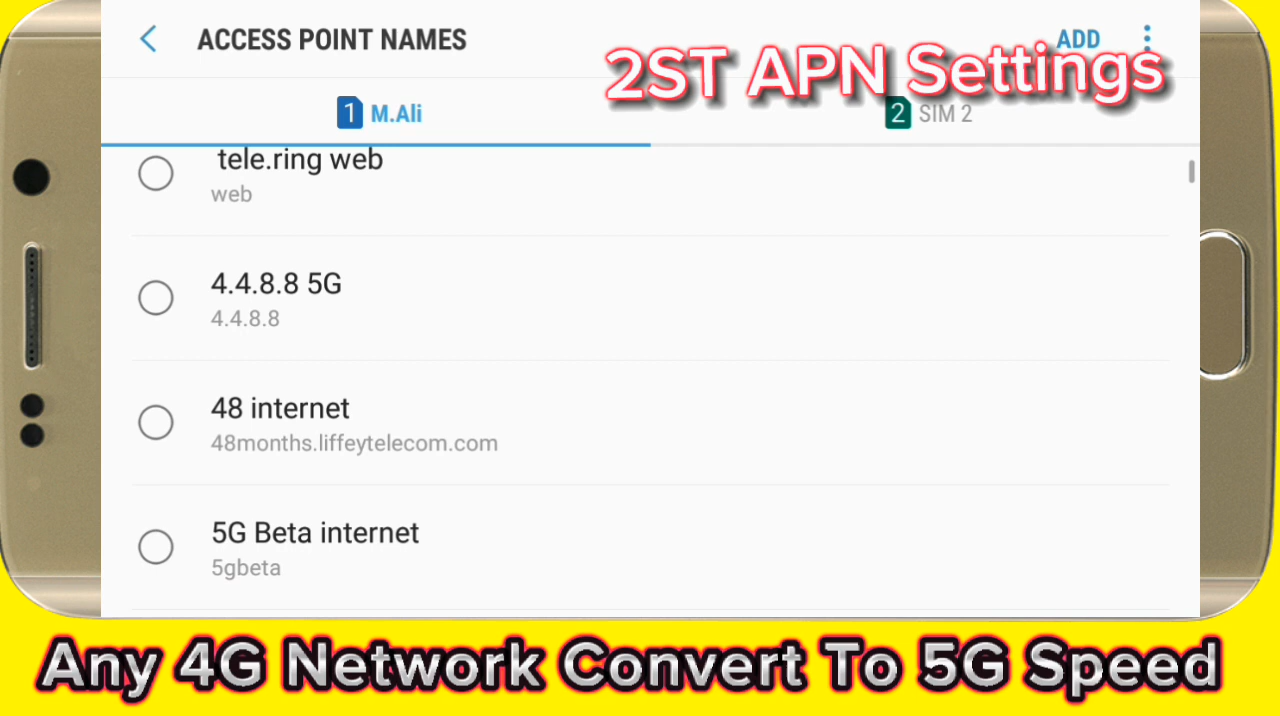 ACCESS POINT NAMES
ADD
2ST APN Settings
1 M.Ali
2 SIM 2
tele.ring web
web
4.4.8.8 5G
4.4.8.8
48 internet
48months.liffeytelecom.com
5G Beta internet
5gbeta
Any 4G Network Convert To 5G Speed